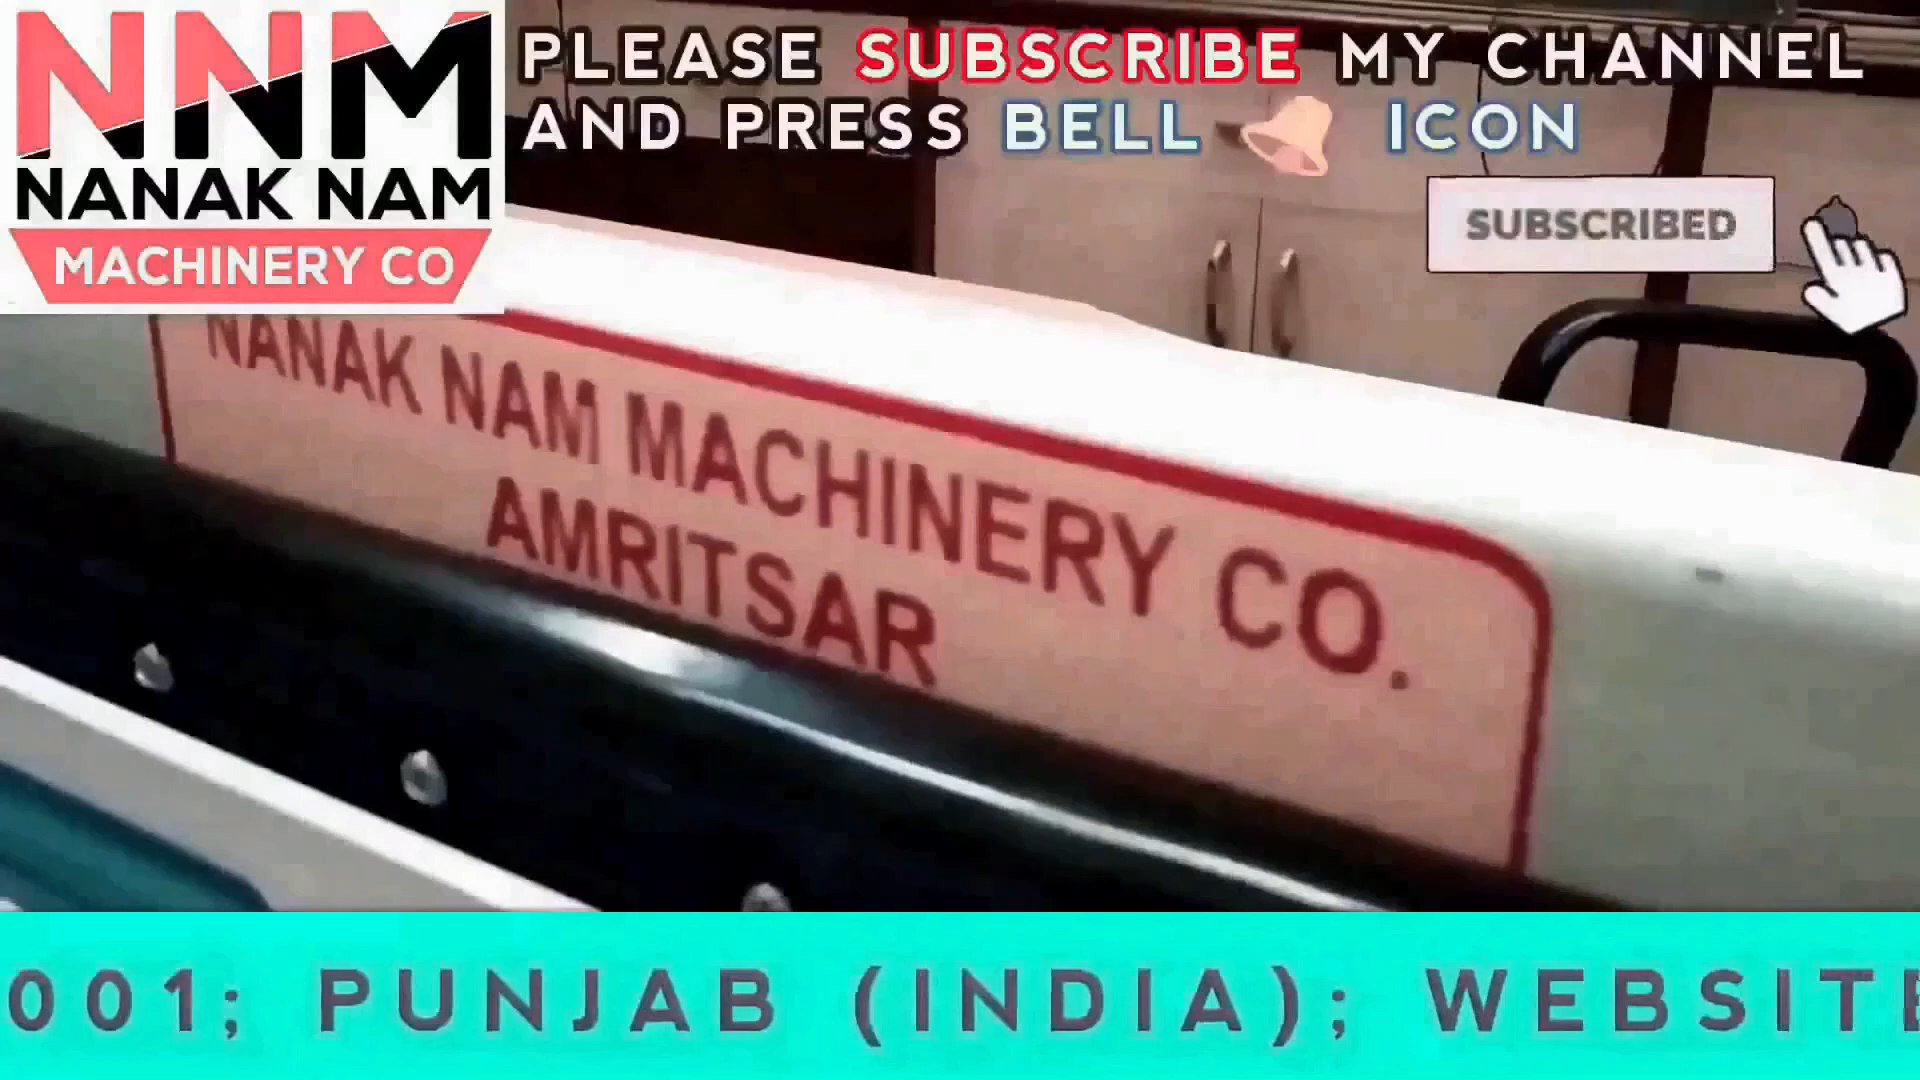 NNM
NANAK NAM
MACHINERY CO
PLEASE SUBSCRIBE MY CHANNEL
AND PRESS BELL ICON
SUBSCRIBED
NANAK NAM MACHINERY CO.
AMRITSAR
001; PUNJAB (INDIA); WEBSITE